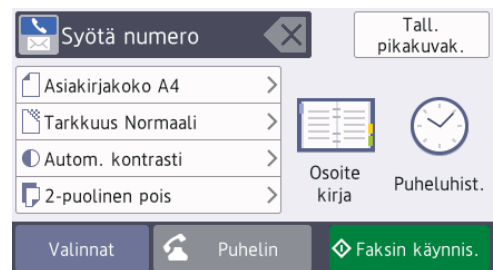 Syötä numero
Tall.
pikakuvak.
Asiakirjakoko A4
Tarkkuus Normaali
Autom. kontrasti
2-puolinen pois
Osoite
kirja
Puheluhist.
Valinnat
Puhelin
Faksin käynnis.